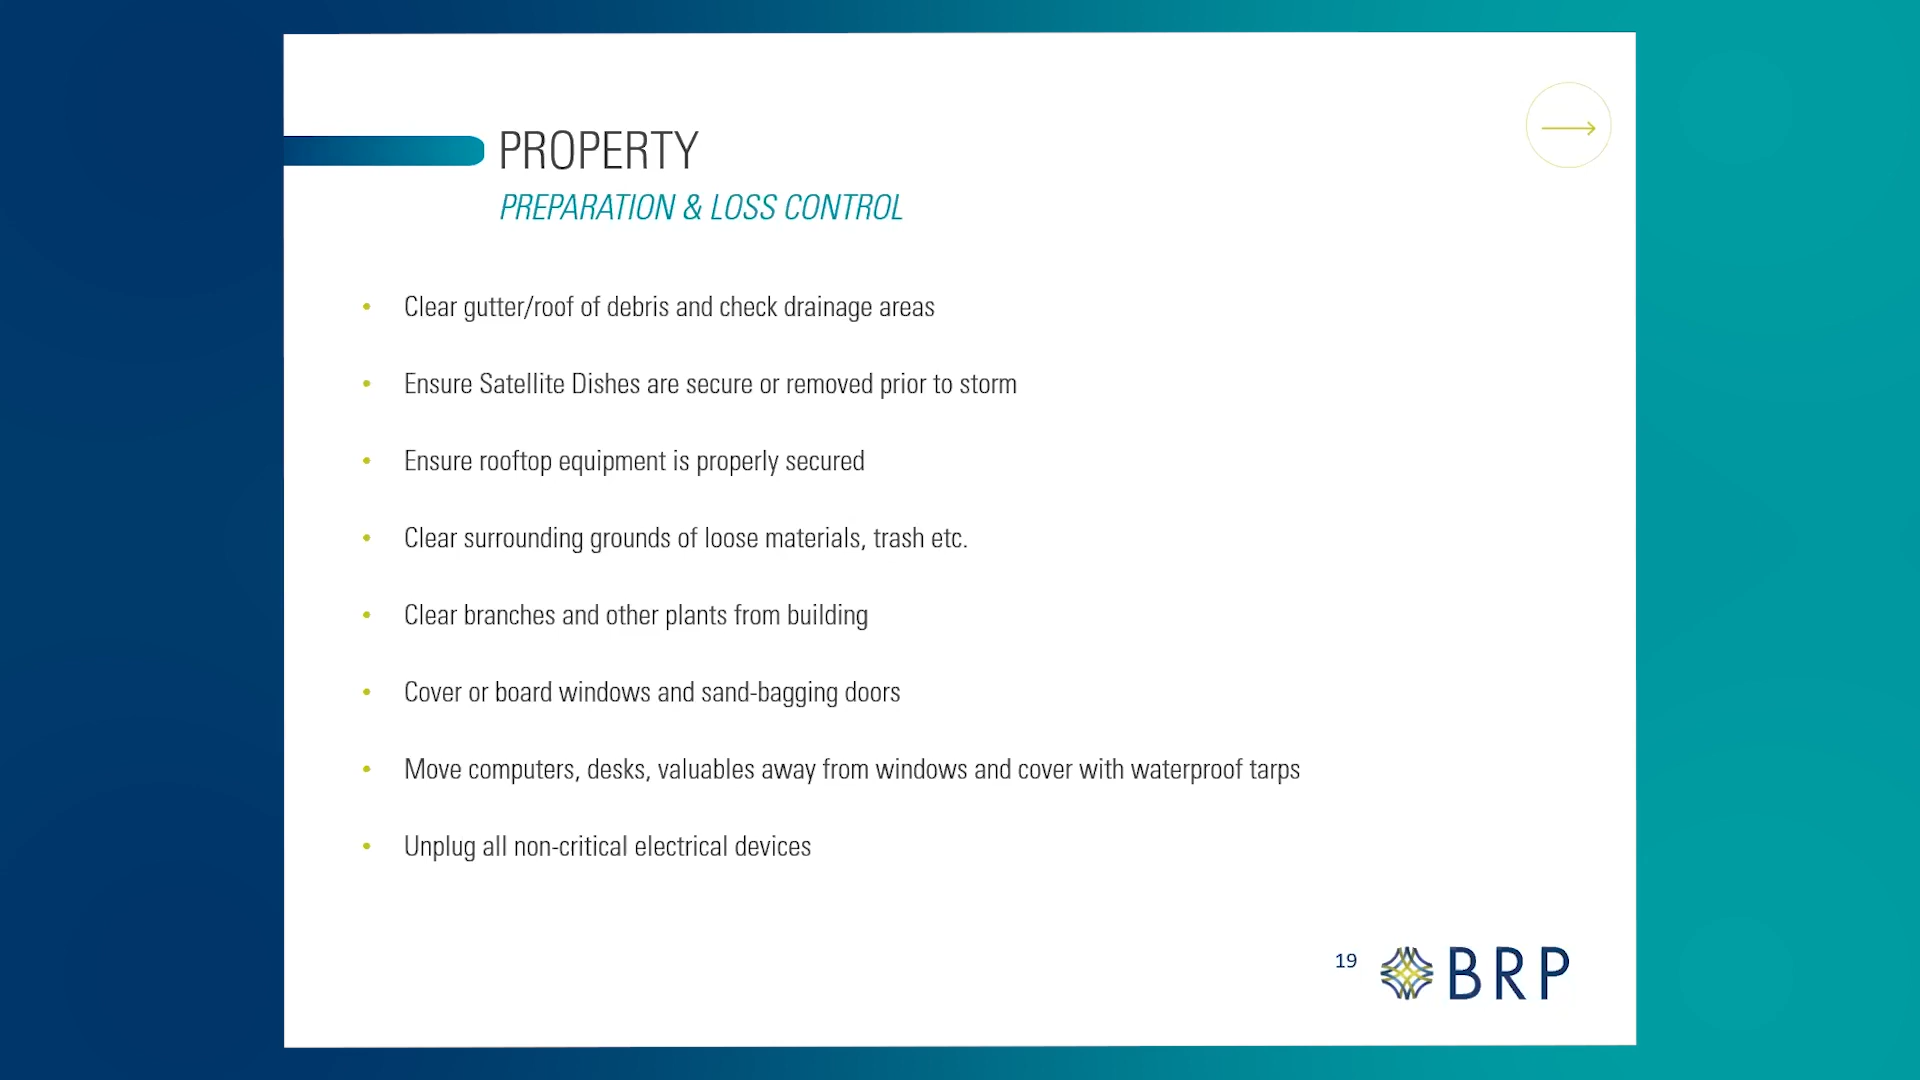 PROPERTY
PREPARATION & LOSS CONTROL
• Clear gutter/roof of debris and check drainage areas
• Ensure Satellite Dishes are secure or removed prior to storm
• Ensure rooftop equipment is properly secured
• Clear surrounding grounds of loose materials, trash etc.
• Clear branches and other plants from building
• Cover or board windows and sand-bagging doors
• Move computers, desks, valuables away from windows and cover with waterproof tarps
• Unplug all non-critical electrical devices
19
BRP